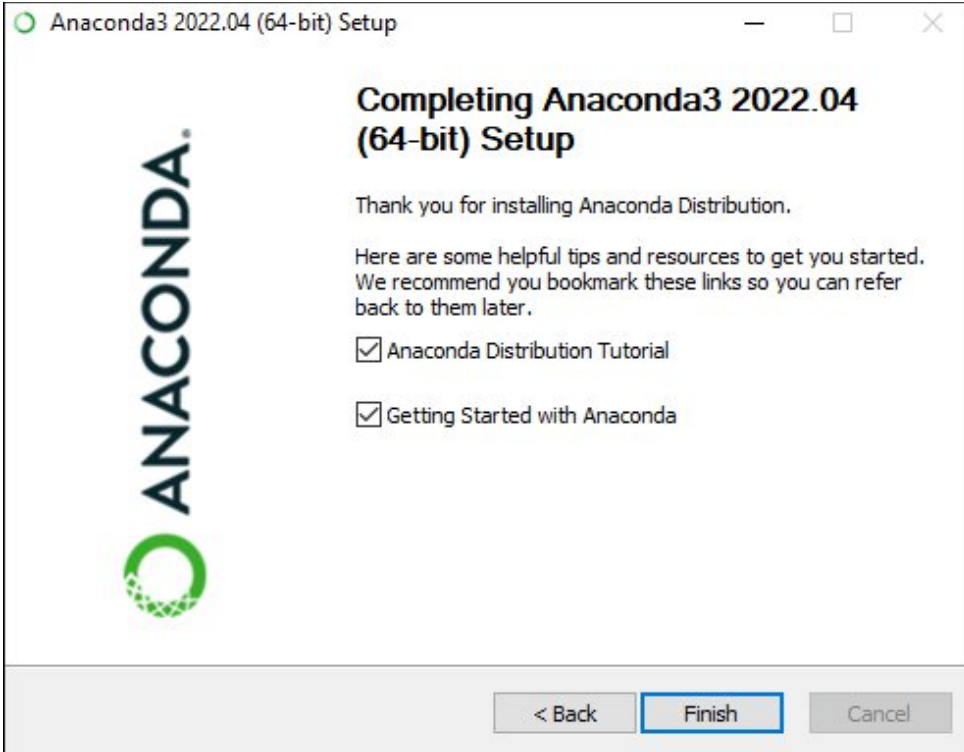 Anaconda3 2022.04 (64-bit) Setup
Completing Anaconda3 2022.04
(64-bit) Setup
Thank you for installing Anaconda Distribution.
Here are some helpful tips and resources to get you started.
We recommend you bookmark these links so you can refer
back to them later.
Anaconda Distribution Tutorial
Getting Started with Anaconda
ANACONDA.
< Back
Finish
Cancel